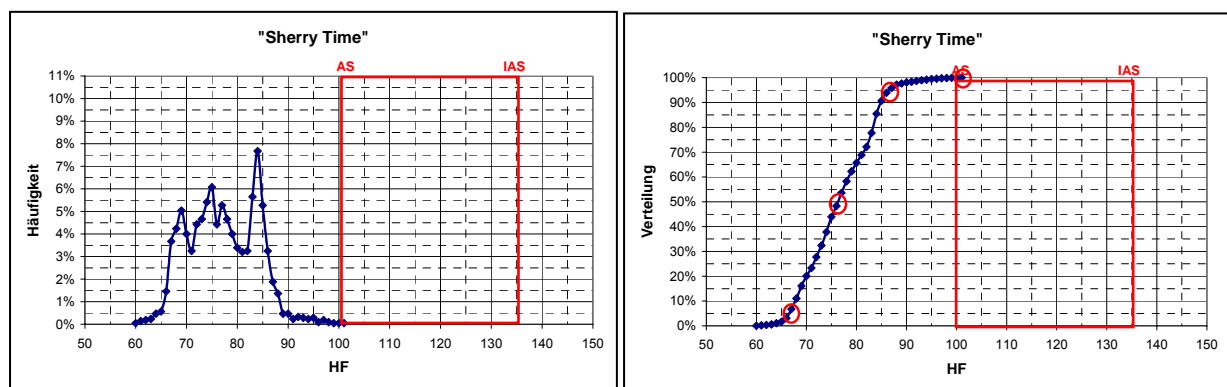 "Sherry Time"
AS IAS
11%
10%
9%
8%
7%
6%
5%
4%
3%
2%
1%
0%
Häufigkeit
50 60 70 80 90 100 110 120 130 140 150
HF
"Sherry Time"
AS IAS
100%
90%
80%
70%
60%
50%
40%
30%
20%
10%
0%
Verteilung
50 60 70 80 90 100 110 120 130 140 150
HF